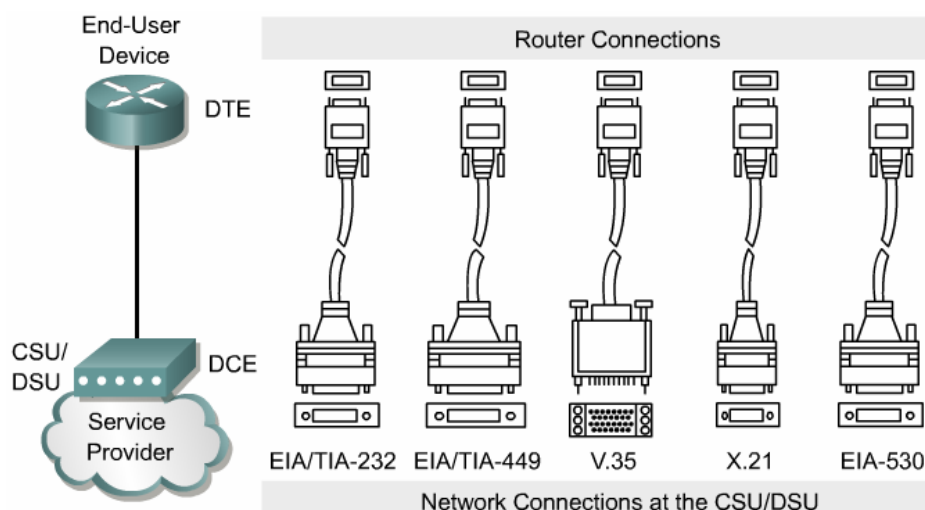 End-User
Device
DTE
Router Connections
CSU/
DSU
DCE
Service
Provider
EIA/TIA-232 EIA/TIA-449 V.35 X.21 EIA-530
Network Connections at the CSU/DSU